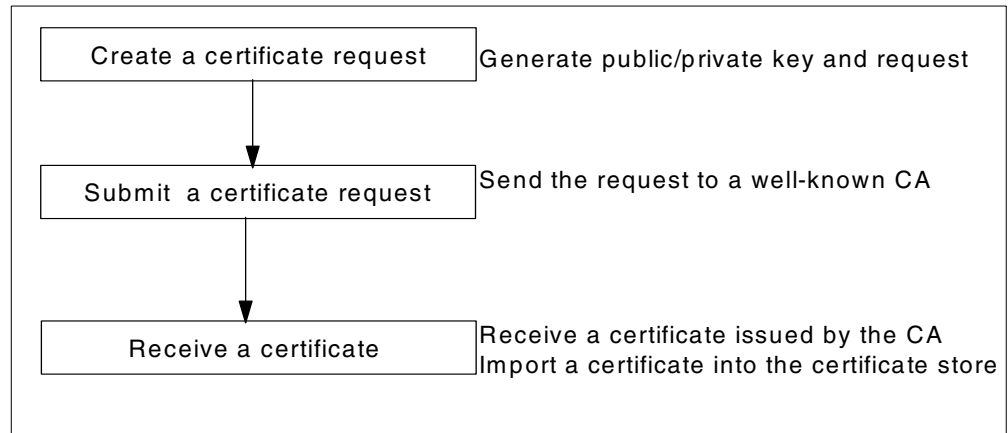 Create a certificate request
Generate public/private key and request
Submit a certificate request
Send the request to a well-known CA
Receive a certificate
Receive a certificate issued by the CA
Import a certificate into the certificate store